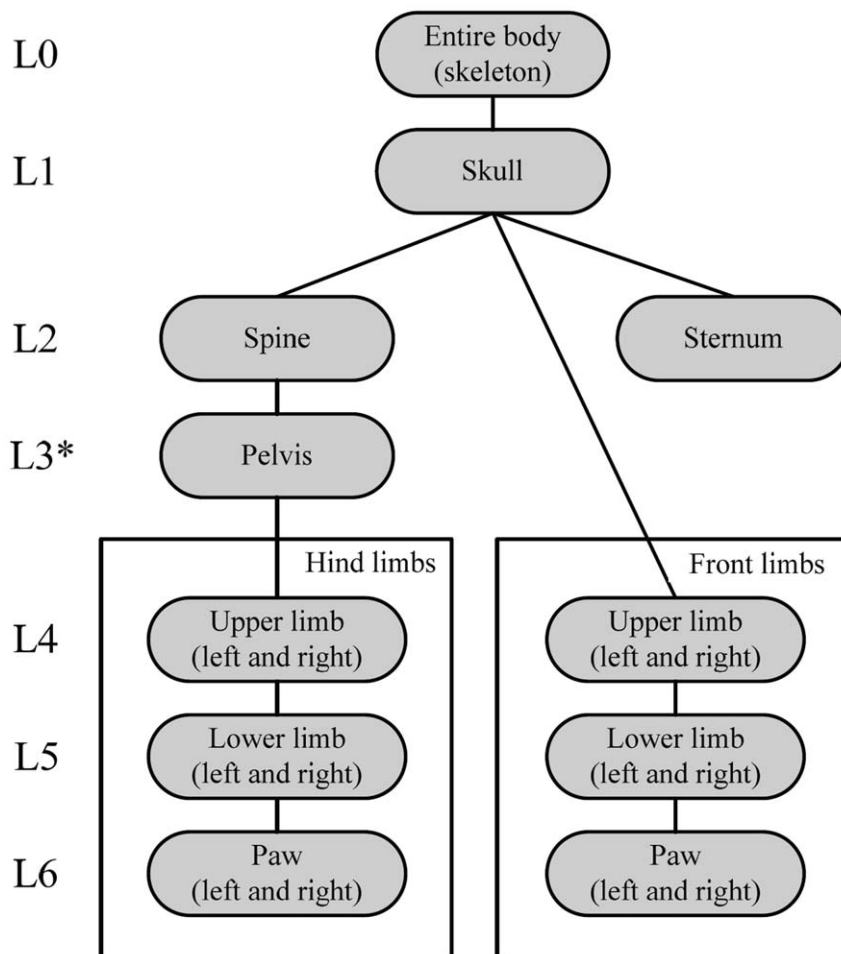 L0
Entire body
(skeleton)
L1
Skull
L2
Spine
Sternum
L3*
Pelvis
Hind limbs
Front limbs
L4
Upper limb
(left and right)
Upper limb
(left and right)
L5
Lower limb
(left and right)
Lower limb
(left and right)
L6
Paw
(left and right)
Paw
(left and right)